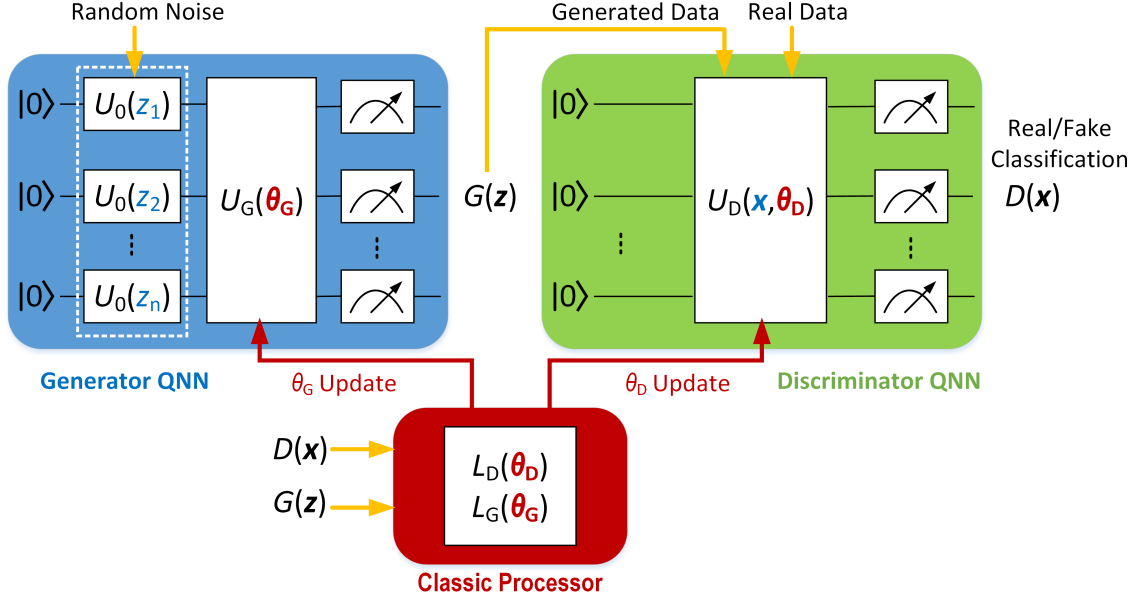 Random Noise
Generated Data
Real Data
|0⟩
U0(z1)
|0⟩
U0(z2)
|0⟩
U0(zn)
UG(θG)
G(z)
|0⟩
|0⟩
|0⟩
UD(x,θD)
Real/Fake
Classification
D(x)
Generator QNN
θG Update
θD Update
Discriminator QNN
D(x)
G(z)
LD(θD)
LG(θG)
Classic Processor